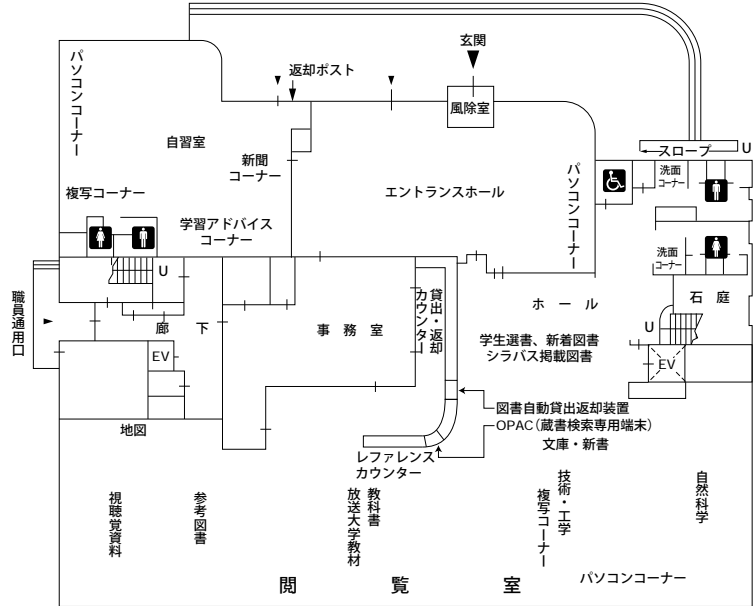 玄関
返却ポスト
風除室
パソコンコーナー
自習室
新聞
コーナー
エントランスホール
パソコンコーナー
スロープ
U
洗面
コーナー
複写コーナー
学習アドバイス
コーナー
洗面
コーナー
U
職員通用口
廊下
事務室
貸出・返却
カウンター
ホール
石庭
U
学生選書、新着図書
シラバス掲載図書
EV
EV
地図
図書自動貸出返却装置
OPAC(蔵書検索専用端末)
文庫・新書
レファレンス
カウンター
視聴覚資料
参考図書
教科書
放送大学教材
技術・工学
複写コーナー
自然科学
閲覧室
パソコンコーナー